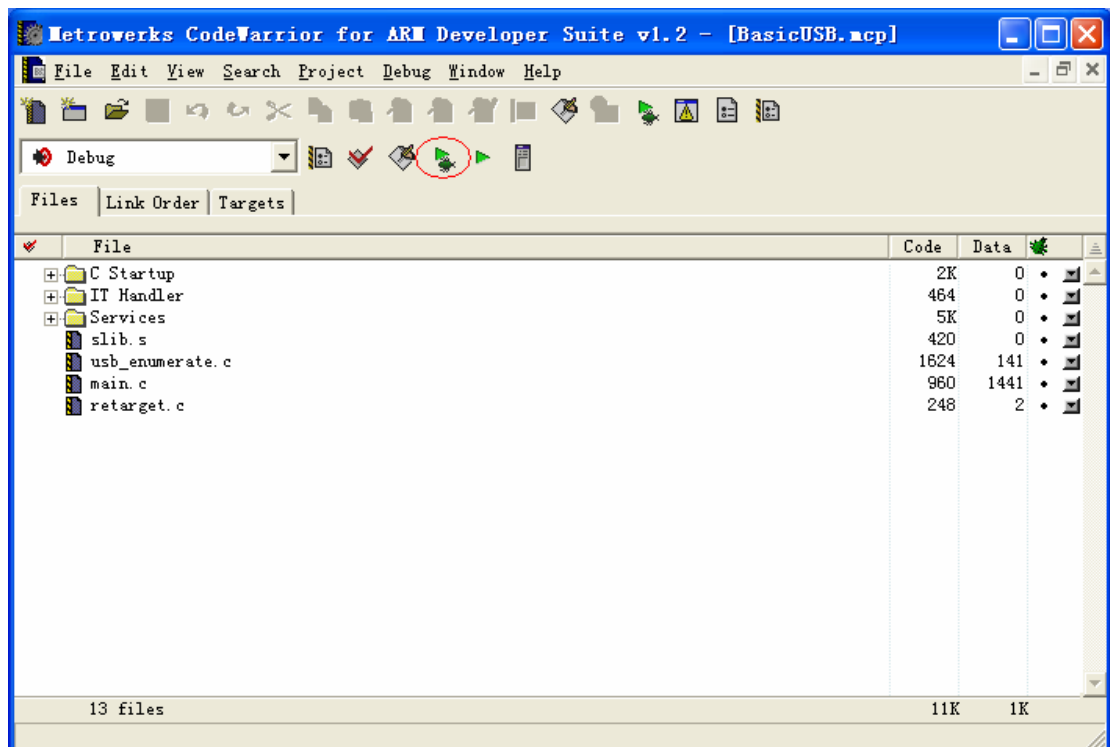 Metrowerks CodeWarrior for ARM Developer Suite v1.2 - [BasicUSB.mcp]
File Edit View Search Project Debug Window Help
Debug
Files Link Order Targets
File Code Data
C Startup 2K 0
IT Handler 464 0
Services 5K 0
slib.s 420 0
usb_enumerate.c 1624 141
main.c 960 1441
retarget.c 248 2
13 files 11K 1K